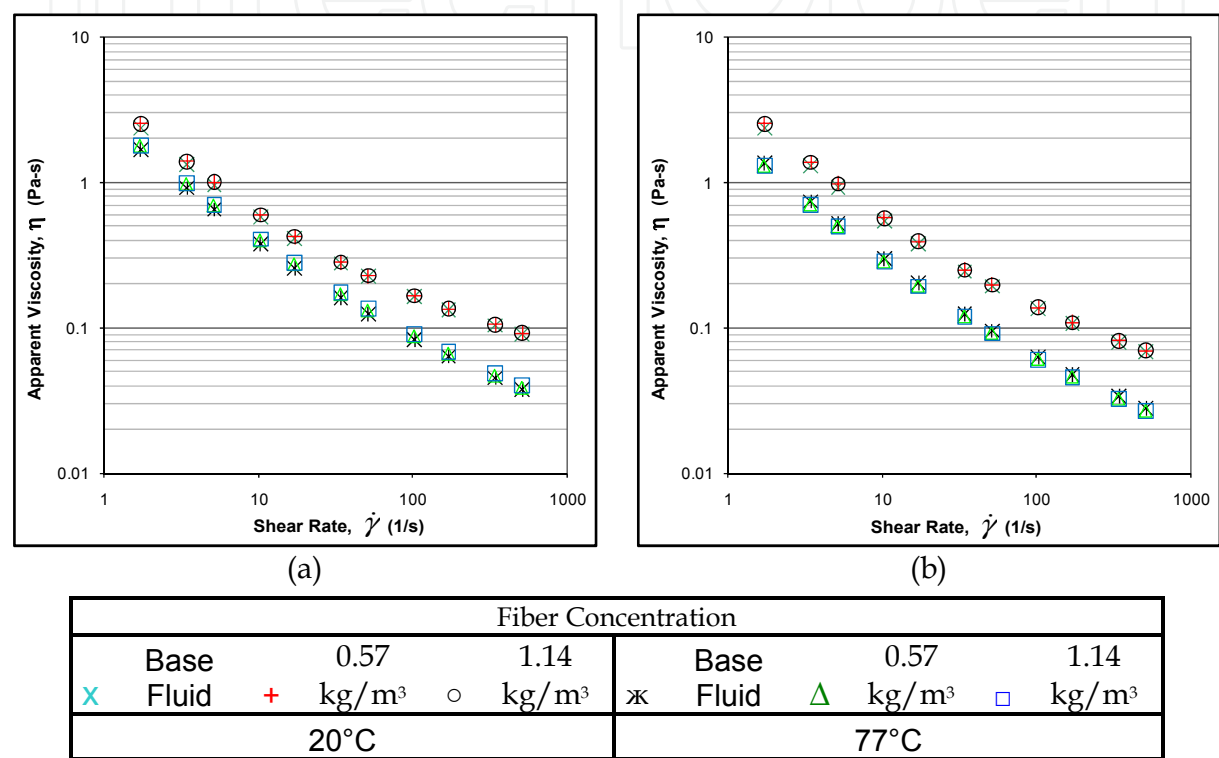 10
1
0.1
0.01
Apparent Viscosity, η (Pa-s)
1 10 100 1000
Shear Rate, γ̇ (1/s)
(a)
10
1
0.1
0.01
Apparent Viscosity, η (Pa-s)
1 10 100 1000
Shear Rate, γ̇ (1/s)
(b)
Fiber Concentration
Base 0.57 1.14 Base 0.57 1.14
x Fluid + kg/m³ ○ kg/m³ ж Fluid Δ kg/m³ □ kg/m³
20°C 77°C